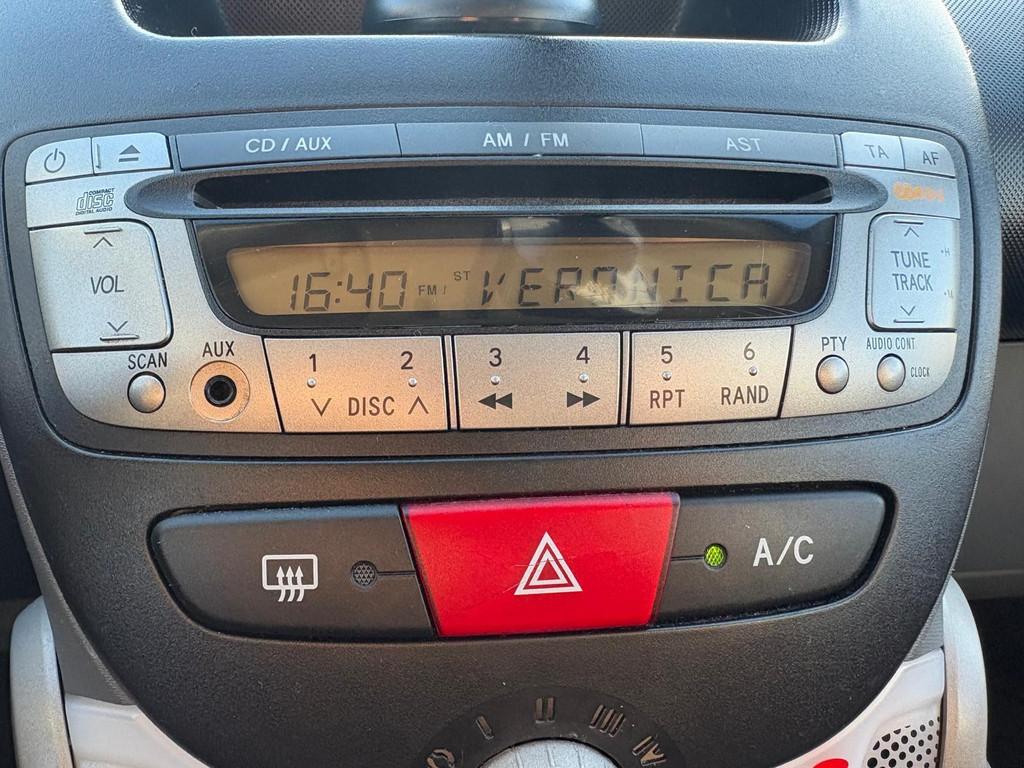 CD / AUX
AM / FM
AST
TA
AF
COMPACT
disc
DIGITAL AUDIO
VOL
16:40 FM1 ST VERONICA
TUNE
TRACK
H
M
SCAN
AUX
1 2
DISC
3 4
5 6
RPT RAND
PTY
AUDIO CONT
CLOCK
A/C